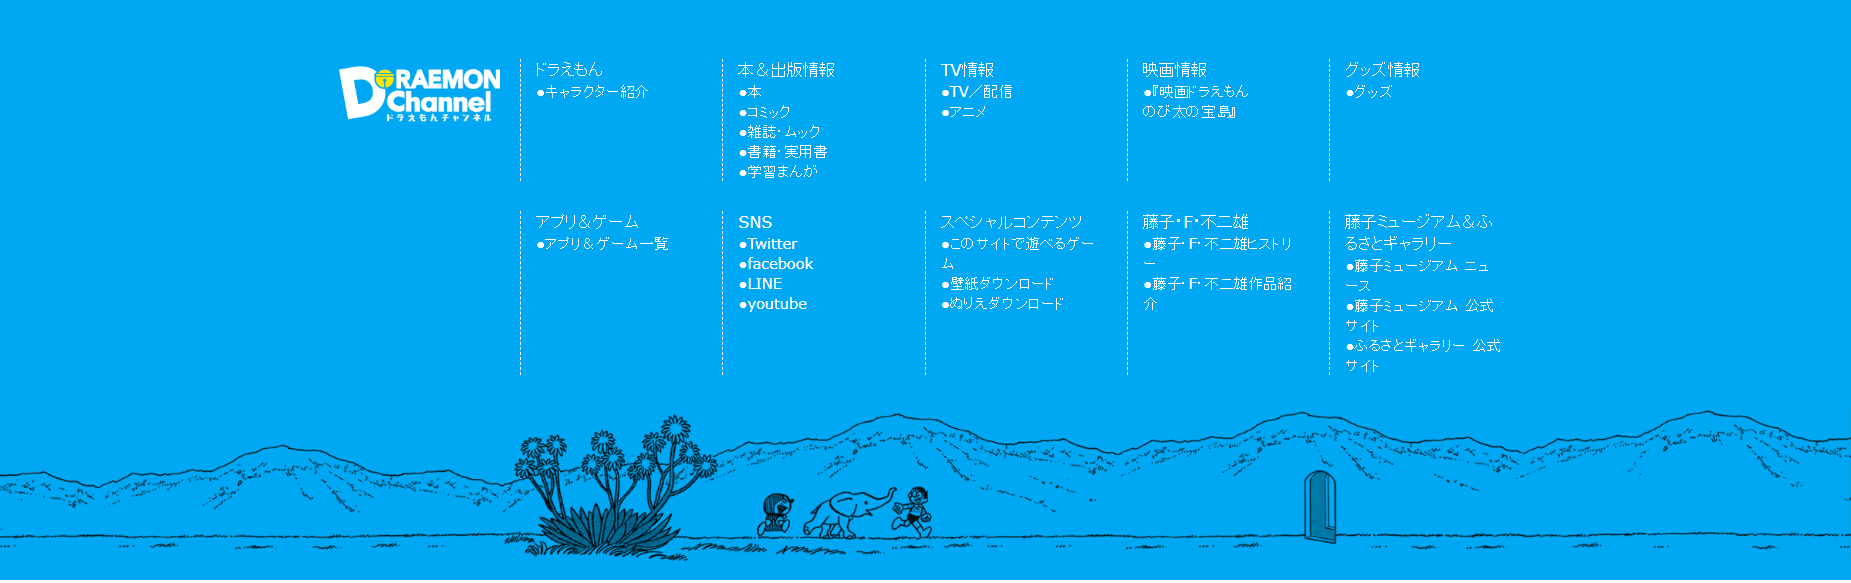 DORAEMON
Channel
ドラえもんチャンネル
ドラえもん
●キャラクター紹介
本＆出版情報
●本
●コミック
●雑誌・ムック
●書籍・実用書
●学習まんが
TV情報
●TV／配信
●アニメ
映画情報
●『映画ドラえもん
のび太の宝島』
グッズ情報
●グッズ
アプリ＆ゲーム
●アプリ＆ゲーム一覧
SNS
●Twitter
●facebook
●LINE
●youtube
スペシャルコンテンツ
●このサイトで遊べるゲー
ム
●壁紙ダウンロード
●ぬりえダウンロード
藤子・F・不二雄
●藤子・F・不二雄ヒストリ
ー
●藤子・F・不二雄作品紹
介
藤子ミュージアム＆ふ
るさとギャラリー
●藤子ミュージアム ニュ
ース
●藤子ミュージアム 公式
サイト
●ふるさとギャラリー 公式
サイト